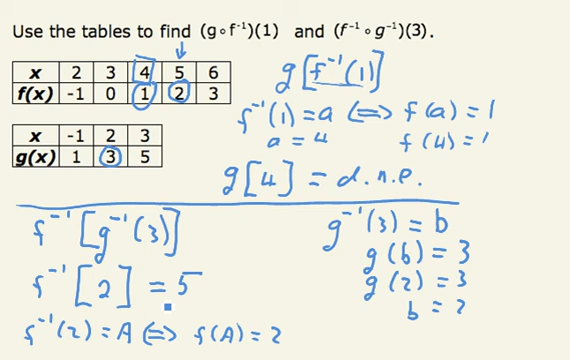 Use the tables to find (g∘f⁻¹)(1) and (f⁻¹∘g⁻¹)(3).
x 2 3 4 5 6
f(x) -1 0 1 2 3
g[f⁻¹(1)]
f⁻¹(1) = a ⟺ f(a) = 1
a = 4 f(4) = 1
x -1 2 3
g(x) 1 3 5
g[4] = d.n.e.
f⁻¹[g⁻¹(3)]
f⁻¹[2] = 5
f⁻¹(2) = A ⟺ f(A) = 2
g⁻¹(3) = b
g(b) = 3
g(2) = 3
b = 2